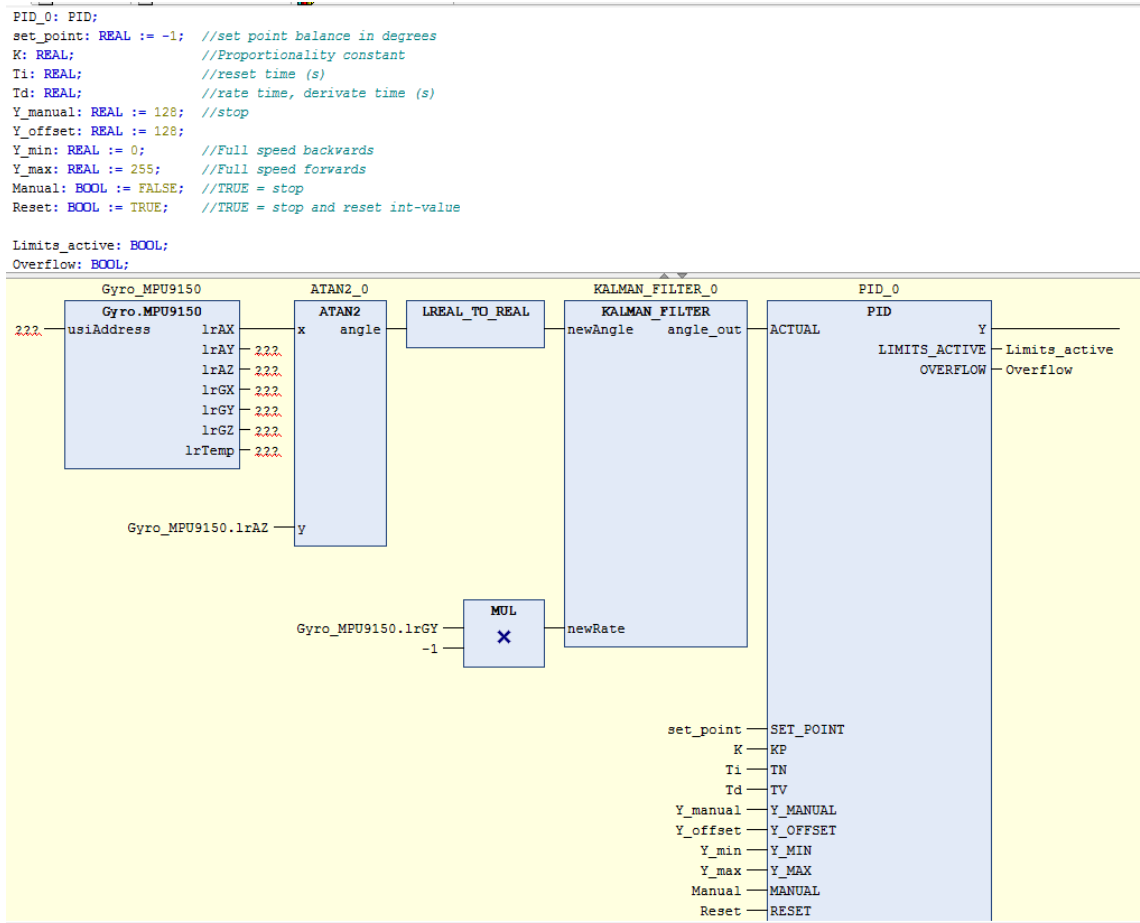 PID_0: PID;
set_point: REAL := -1; //set point balance in degrees
K: REAL; //Proportionality constant
Ti: REAL; //reset time (s)
Td: REAL; //rate time, derivate time (s)
Y_manual: REAL := 128; //stop
Y_offset: REAL := 128;
Y_min: REAL := 0; //Full speed backwards
Y_max: REAL := 255; //Full speed forwards
Manual: BOOL := FALSE; //TRUE = stop
Reset: BOOL := TRUE; //TRUE = stop and reset int-value
Limits_active: BOOL;
Overflow: BOOL;
Gyro_MPU9150 ATAN2_0 KALMAN_FILTER_0 PID_0
Gyro.MPU9150 ATAN2 LREAL_TO_REAL KALMAN_FILTER PID
??? usiAddress lrAX x angle newAngle angle_out ACTUAL Y
lrAY ??? LIMITS_ACTIVE Limits_active
lrAZ ??? OVERFLOW Overflow
lrGX ???
lrGY ???
lrGZ ???
lrTemp ???
Gyro_MPU9150.lrAZ y
MUL
Gyro_MPU9150.lrGY × newRate
-1
set_point SET_POINT
K KP
Ti TN
Td TV
Y_manual Y_MANUAL
Y_offset Y_OFFSET
Y_min Y_MIN
Y_max Y_MAX
Manual MANUAL
Reset RESET